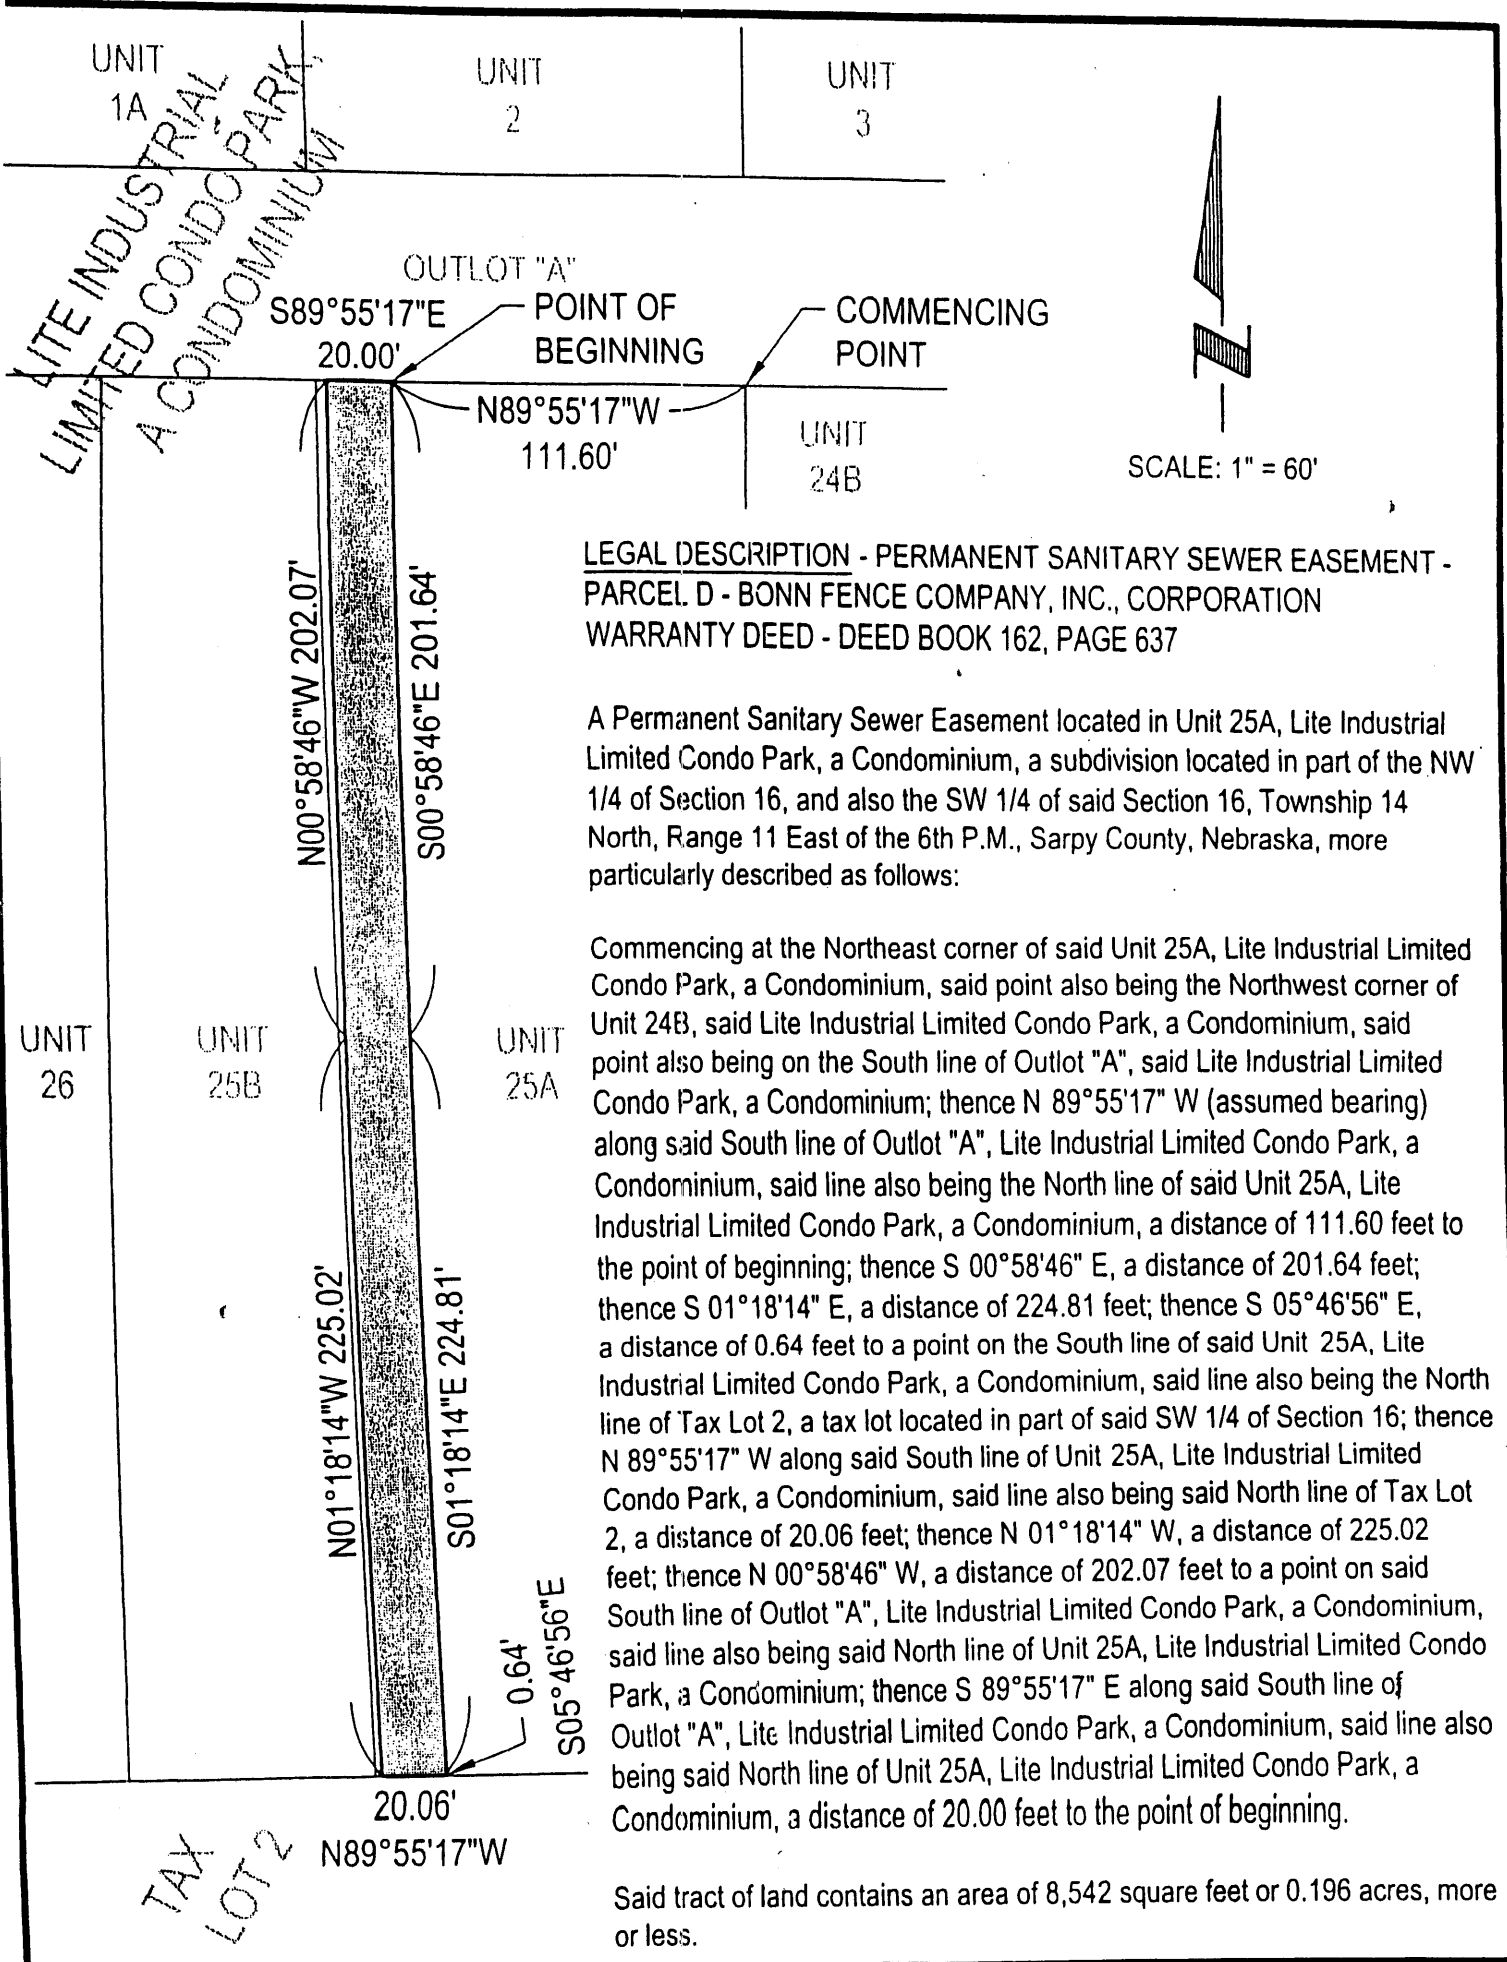 UNIT
1A
UNIT
2
UNIT
3
LITE INDUSTRIAL
LIMITED CONDO PARK,
A CONDOMINIUM
OUTLOT "A"
S89°55'17"E
20.00'
POINT OF
BEGINNING
COMMENCING
POINT
N89°55'17"W
111.60'
UNIT
24B
SCALE: 1" = 60'
N00°58'46"W 202.07'
S00°58'46"E 201.64'
UNIT
26
UNIT
25B
UNIT
25A
N01°18'14"W 225.02'
S01°18'14"E 224.81'
0.64'
S05°46'56"E
20.06'
N89°55'17"W
TAX
LOT 2
LEGAL DESCRIPTION - PERMANENT SANITARY SEWER EASEMENT -
PARCEL D - BONN FENCE COMPANY, INC., CORPORATION
WARRANTY DEED - DEED BOOK 162, PAGE 637
A Permanent Sanitary Sewer Easement located in Unit 25A, Lite Industrial
Limited Condo Park, a Condominium, a subdivision located in part of the NW
1/4 of Section 16, and also the SW 1/4 of said Section 16, Township 14
North, Range 11 East of the 6th P.M., Sarpy County, Nebraska, more
particularly described as follows:
Commencing at the Northeast corner of said Unit 25A, Lite Industrial Limited
Condo Park, a Condominium, said point also being the Northwest corner of
Unit 24B, said Lite Industrial Limited Condo Park, a Condominium, said
point also being on the South line of Outlot "A", said Lite Industrial Limited
Condo Park, a Condominium; thence N 89°55'17" W (assumed bearing)
along said South line of Outlot "A", Lite Industrial Limited Condo Park, a
Condominium, said line also being the North line of said Unit 25A, Lite
Industrial Limited Condo Park, a Condominium, a distance of 111.60 feet to
the point of beginning; thence S 00°58'46" E, a distance of 201.64 feet;
thence S 01°18'14" E, a distance of 224.81 feet; thence S 05°46'56" E,
a distance of 0.64 feet to a point on the South line of said Unit 25A, Lite
Industrial Limited Condo Park, a Condominium, said line also being the North
line of Tax Lot 2, a tax lot located in part of said SW 1/4 of Section 16; thence
N 89°55'17" W along said South line of Unit 25A, Lite Industrial Limited
Condo Park, a Condominium, said line also being said North line of Tax Lot
2, a distance of 20.06 feet; thence N 01°18'14" W, a distance of 225.02
feet; thence N 00°58'46" W, a distance of 202.07 feet to a point on said
South line of Outlot "A", Lite Industrial Limited Condo Park, a Condominium,
said line also being said North line of Unit 25A, Lite Industrial Limited Condo
Park, a Condominium; thence S 89°55'17" E along said South line of
Outlot "A", Lite Industrial Limited Condo Park, a Condominium, said line also
being said North line of Unit 25A, Lite Industrial Limited Condo Park, a
Condominium, a distance of 20.00 feet to the point of beginning.
Said tract of land contains an area of 8,542 square feet or 0.196 acres, more
or less.